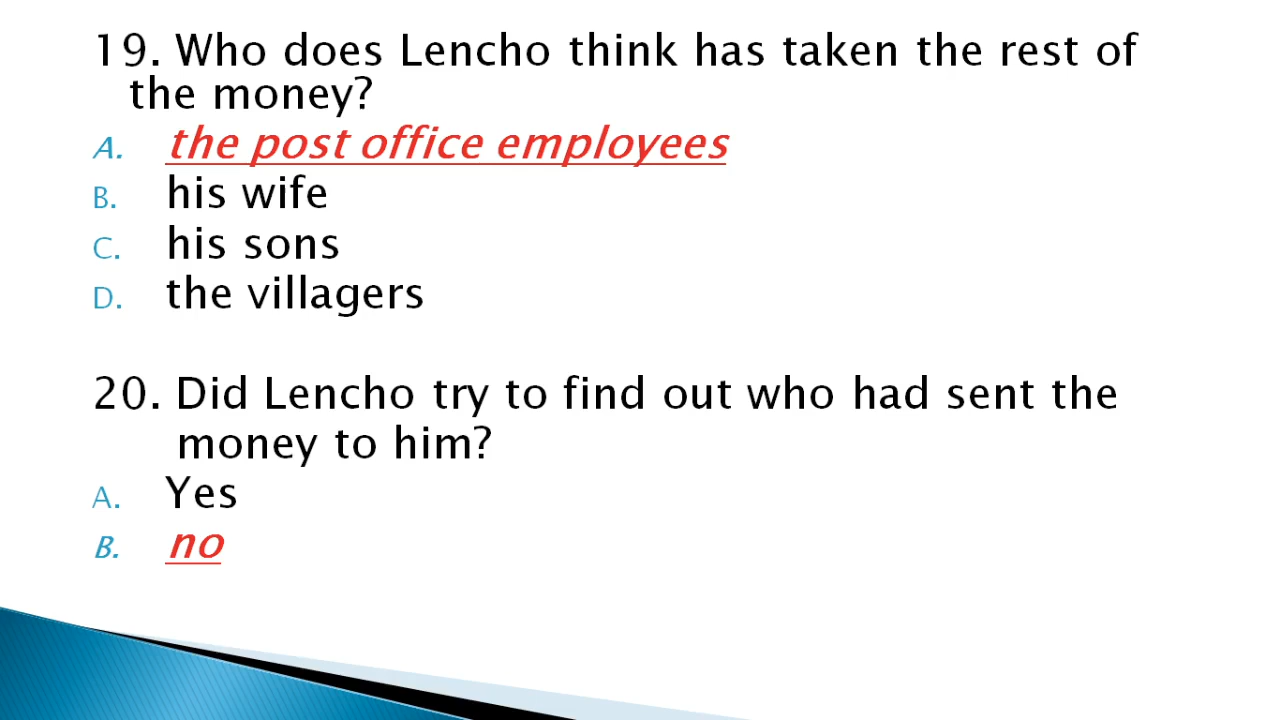 19. Who does Lencho think has taken the rest of
the money?
A. the post office employees
B. his wife
C. his sons
D. the villagers
20. Did Lencho try to find out who had sent the
money to him?
A. Yes
B. no